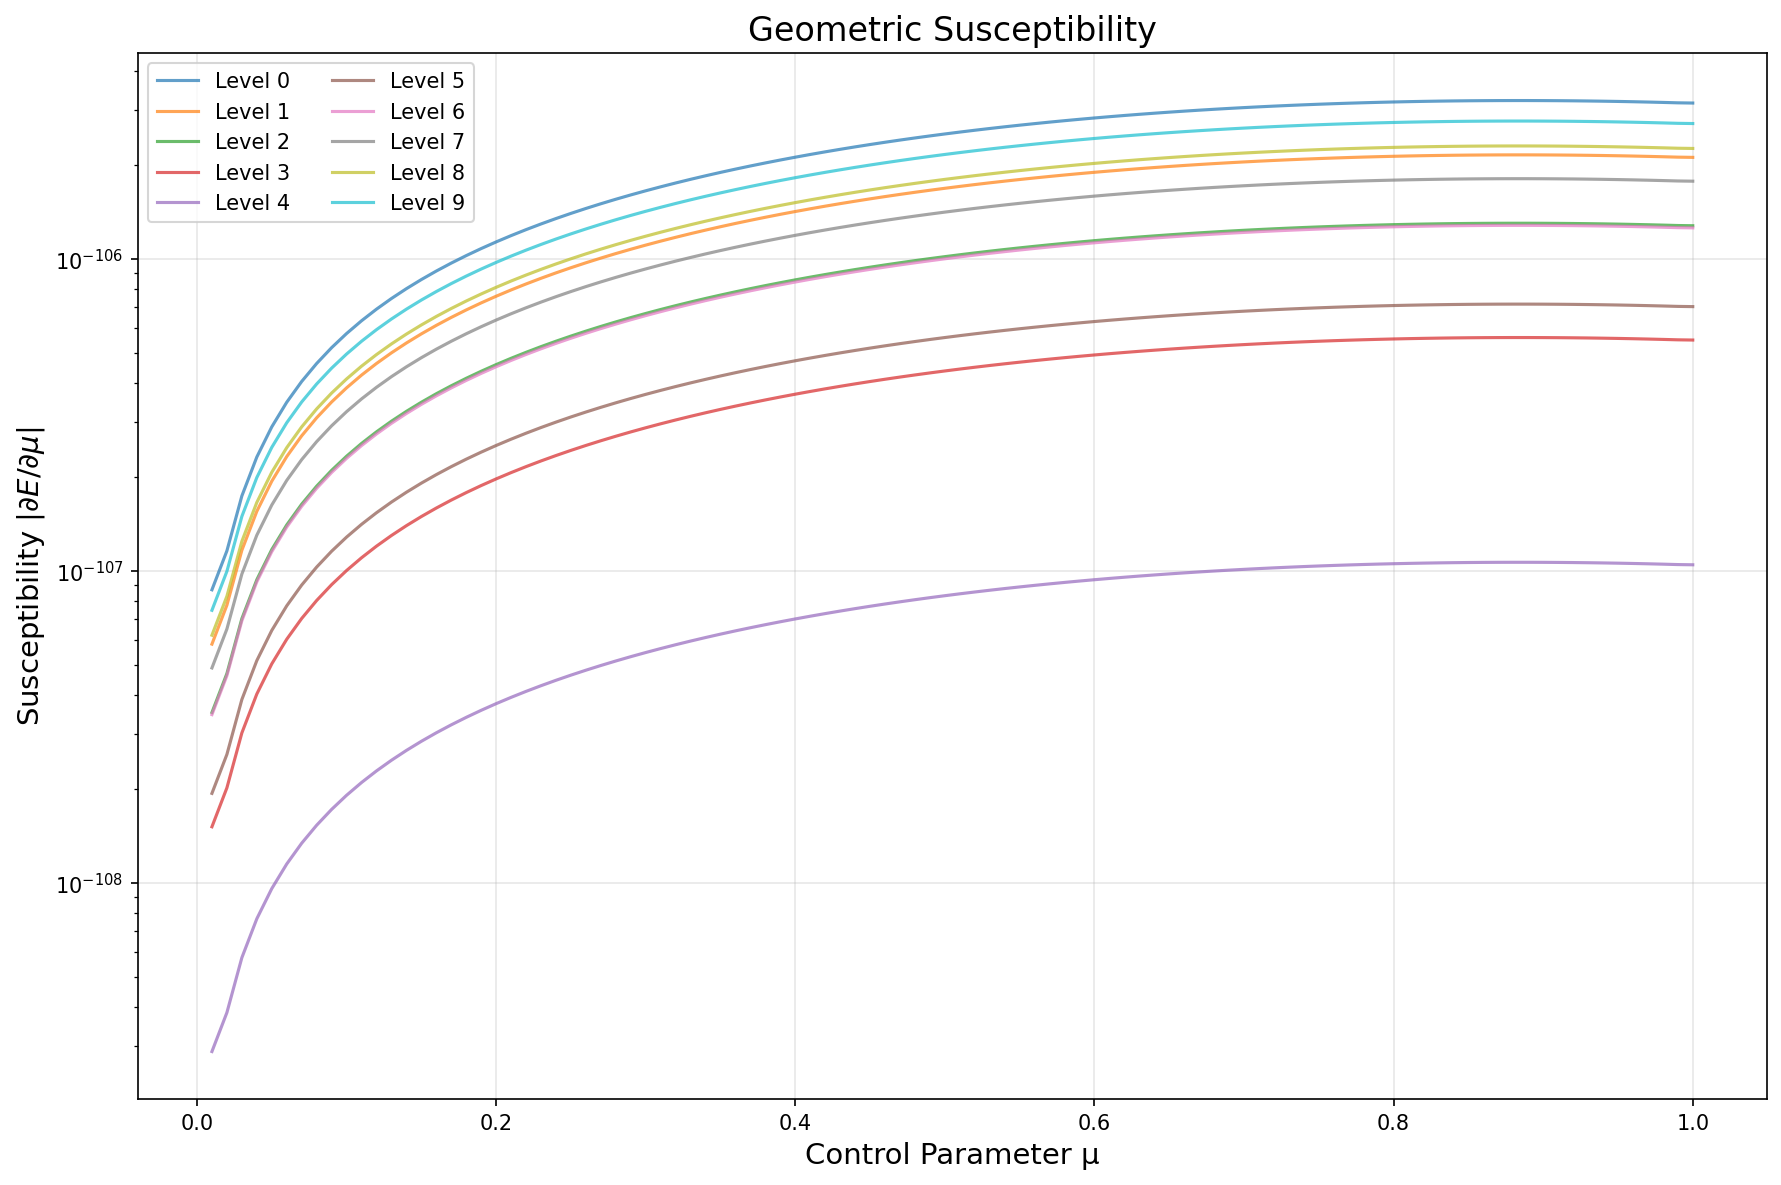 Geometric Susceptibility
Level 0
Level 1
Level 2
Level 3
Level 4
Level 5
Level 6
Level 7
Level 8
Level 9
Susceptibility |∂E/∂μ|
10⁻¹⁰⁶
10⁻¹⁰⁷
10⁻¹⁰⁸
0.0 0.2 0.4 0.6 0.8 1.0
Control Parameter μ